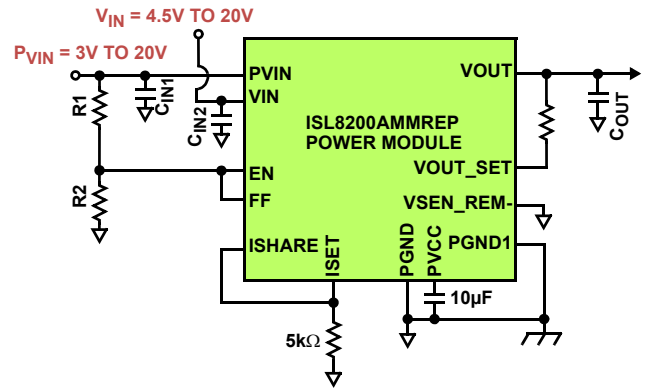 V_IN = 4.5V TO 20V
P_VIN = 3V TO 20V
PVIN
VOUT
R1
C_IN1
VIN
C_IN2
ISL8200AMMREP
POWER MODULE
C_OUT
VOUT_SET
EN
R2
FF
VSEN_REM-
ISHARE
ISET
PGND
PVCC
PGND1
10µF
5kΩ